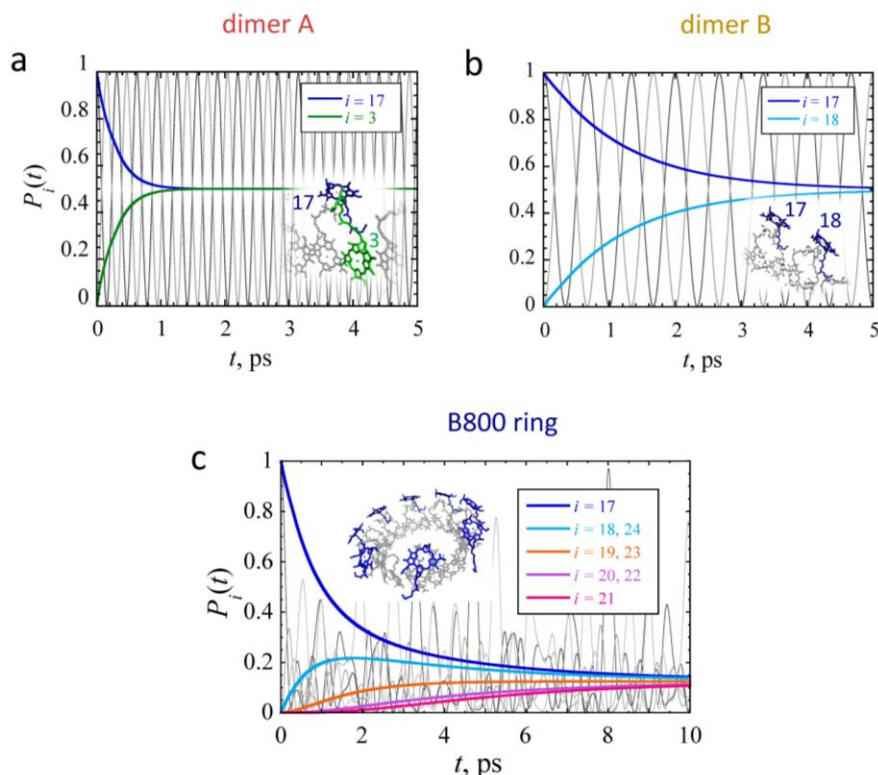 dimer A
dimer B
a
1
0.8
0.6
0.4
0.2
0
P_i(t)
0 1 2 3 4 5
t, ps
i = 17
i = 3
17
3
b
1
0.8
0.6
0.4
0.2
0
P_i(t)
0 1 2 3 4 5
t, ps
i = 17
i = 18
17
18
B800 ring
c
1
0.8
0.6
0.4
0.2
0
P_i(t)
0 2 4 6 8 10
t, ps
i = 17
i = 18, 24
i = 19, 23
i = 20, 22
i = 21